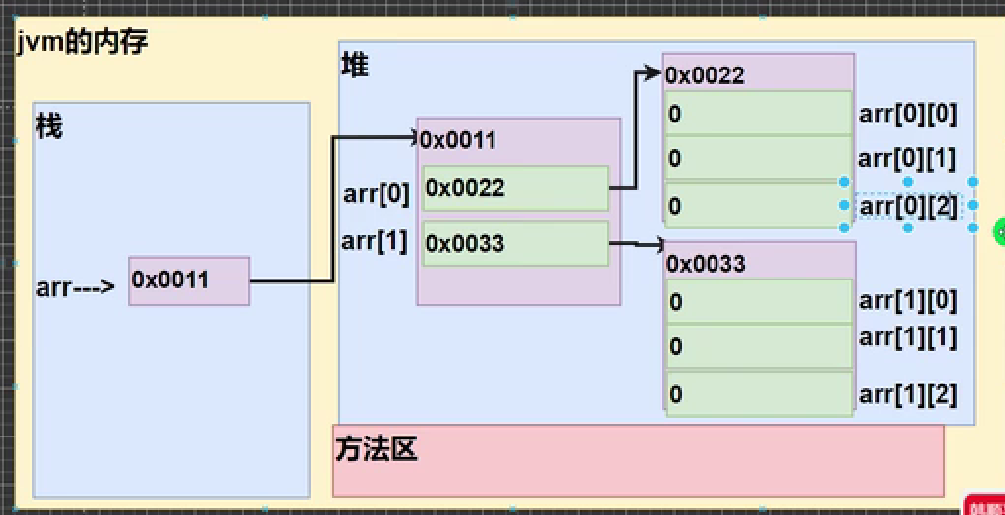 jvm的内存
栈
arr--->
0x0011
堆
0x0011
arr[0]
0x0022
arr[1]
0x0033
0x0022
0
arr[0][0]
0
arr[0][1]
0
arr[0][2]
0x0033
0
arr[1][0]
0
arr[1][1]
0
arr[1][2]
方法区